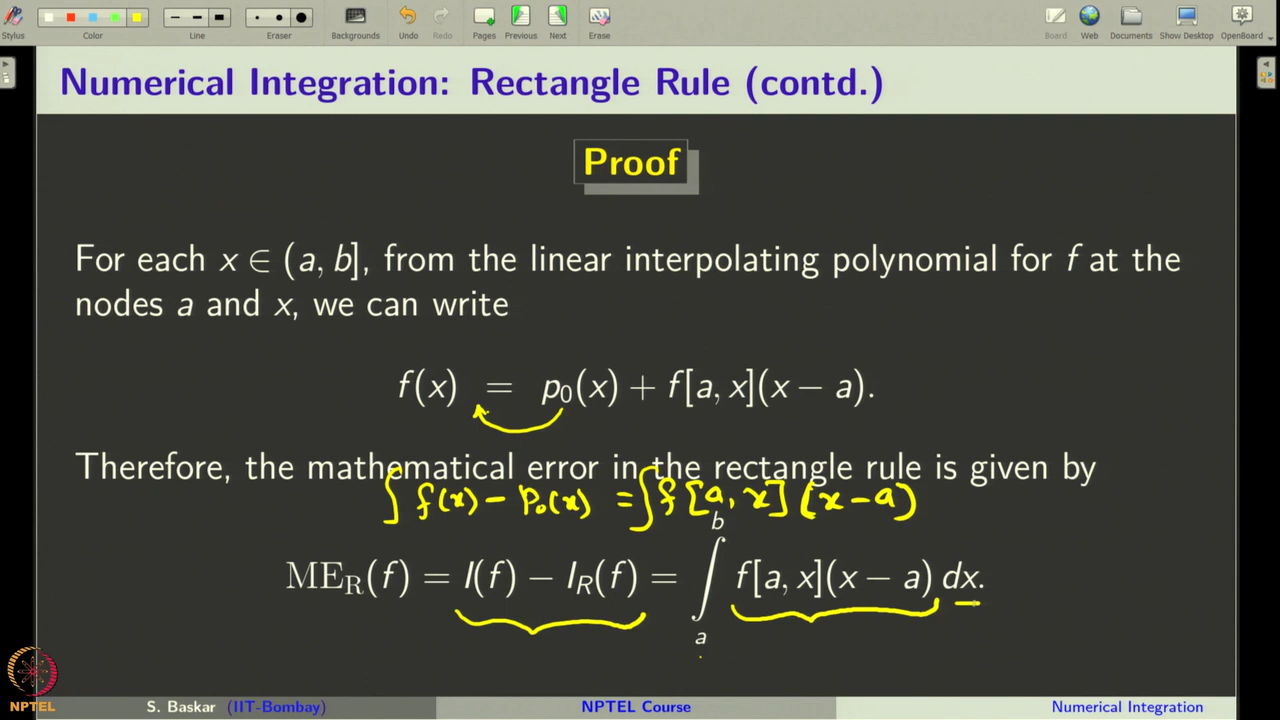 Stylus Color Line Eraser Backgrounds Undo Redo Pages Previous Next Erase Board Web Documents Show Desktop OpenBoard
Numerical Integration: Rectangle Rule (contd.)
Proof
For each x ∈ (a, b], from the linear interpolating polynomial for f at the
nodes a and x, we can write
f(x) = p₀(x) + f[a, x](x − a).
Therefore, the mathematical error in the rectangle rule is given by
∫ f(x) − p₀(x) = ∫ f[a, x](x − a)
ME_R(f) = I(f) − I_R(f) = ∫_a^b f[a, x](x − a) dx.
NPTEL
S. Baskar (IIT-Bombay) NPTEL Course Numerical Integration